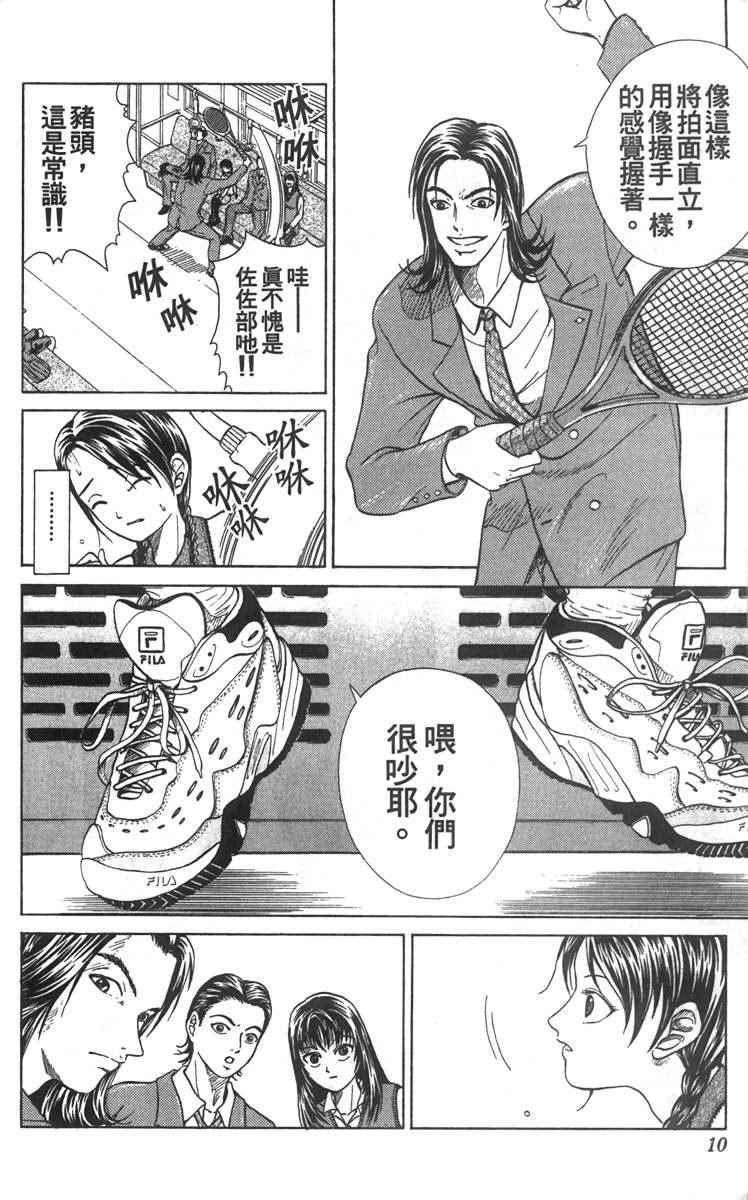 像這樣
將拍面直立，
用像握手一樣
的感覺握著。
咻
咻
豬頭，
這是常識!!
哇——
真不愧是
佐佐部吔!!
咻
咻
咻
咻
咻
咻
………
FILA
FILA
FILA
喂，你們
很吵耶。
10